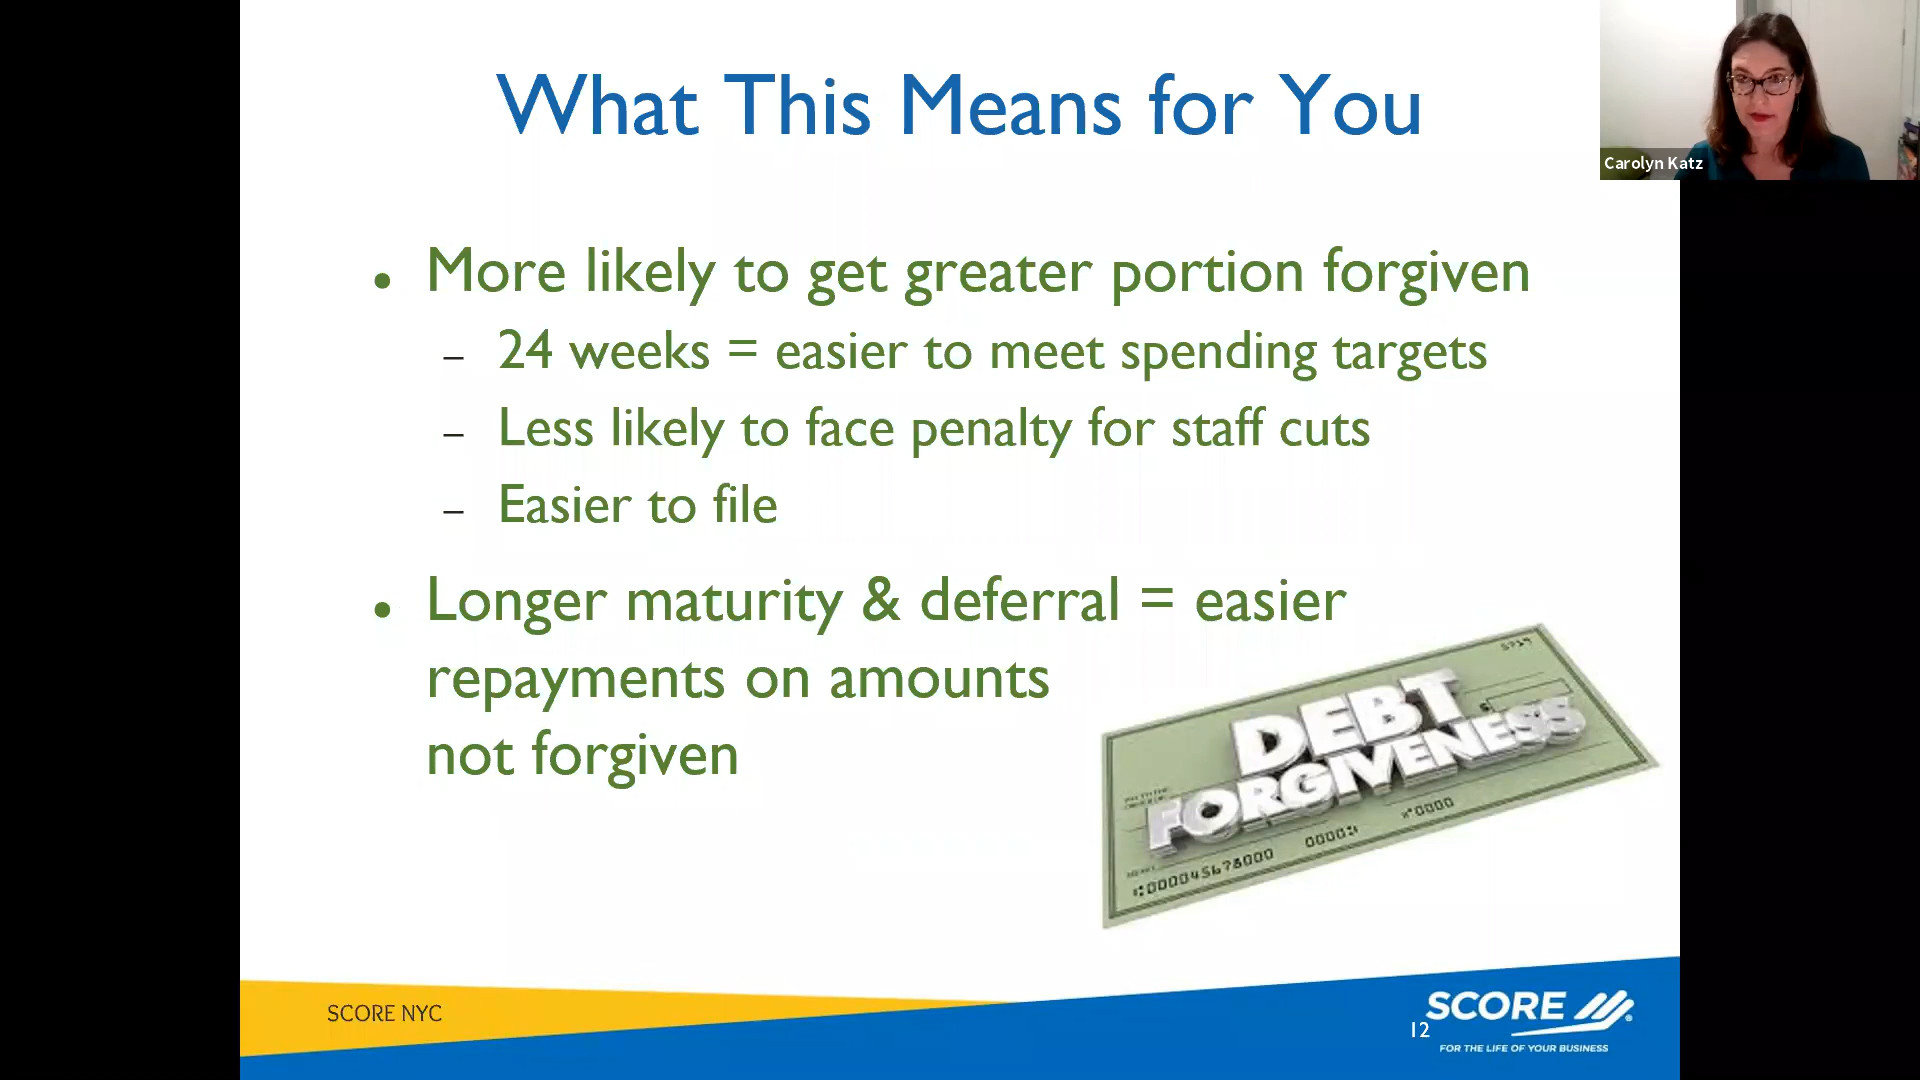 What This Means for You
Carolyn Katz
• More likely to get greater portion forgiven
– 24 weeks = easier to meet spending targets
– Less likely to face penalty for staff cuts
– Easier to file
• Longer maturity & deferral = easier
repayments on amounts
not forgiven
DEBT
FORGIVENESS
SCORE NYC
12
SCORE
FOR THE LIFE OF YOUR BUSINESS